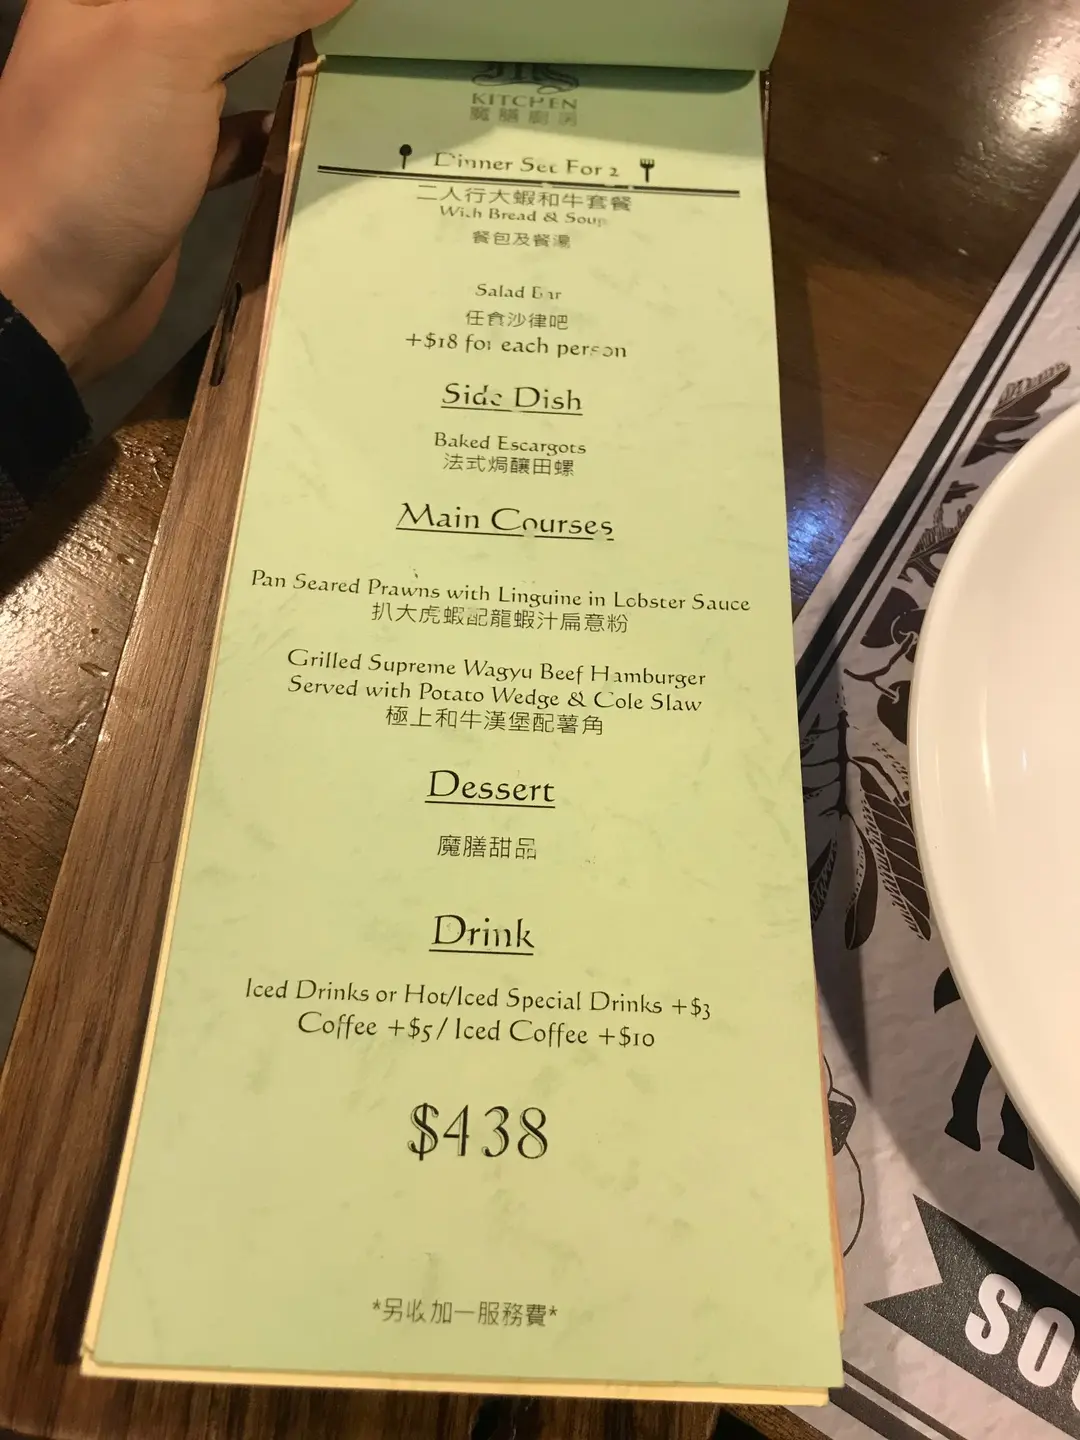 KITCHEN
魔膳廚房
Dinner Set For 2
二人行大蝦和牛套餐
With Bread & Soup
餐包及餐湯
Salad Bar
任食沙律吧
+$18 for each person
Side Dish
Baked Escargots
法式焗釀田螺
Main Courses
Pan Seared Prawns with Linguine in Lobster Sauce
扒大虎蝦配龍蝦汁扁意粉
Grilled Supreme Wagyu Beef Hamburger
Served with Potato Wedge & Cole Slaw
極上和牛漢堡配薯角
Dessert
魔膳甜品
Drink
Iced Drinks or Hot/Iced Special Drinks +$3
Coffee +$5 / Iced Coffee +$10
$438
*另收加一服務費*
SO